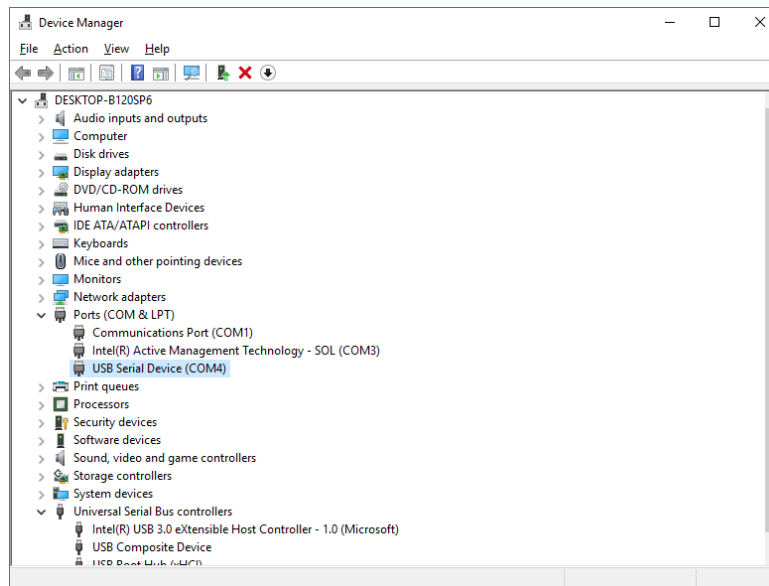 Device Manager
File Action View Help
DESKTOP-B120SP6
Audio inputs and outputs
Computer
Disk drives
Display adapters
DVD/CD-ROM drives
Human Interface Devices
IDE ATA/ATAPI controllers
Keyboards
Mice and other pointing devices
Monitors
Network adapters
Ports (COM & LPT)
Communications Port (COM1)
Intel(R) Active Management Technology - SOL (COM3)
USB Serial Device (COM4)
Print queues
Processors
Security devices
Software devices
Sound, video and game controllers
Storage controllers
System devices
Universal Serial Bus controllers
Intel(R) USB 3.0 eXtensible Host Controller - 1.0 (Microsoft)
USB Composite Device
USB Root Hub (xHCI)